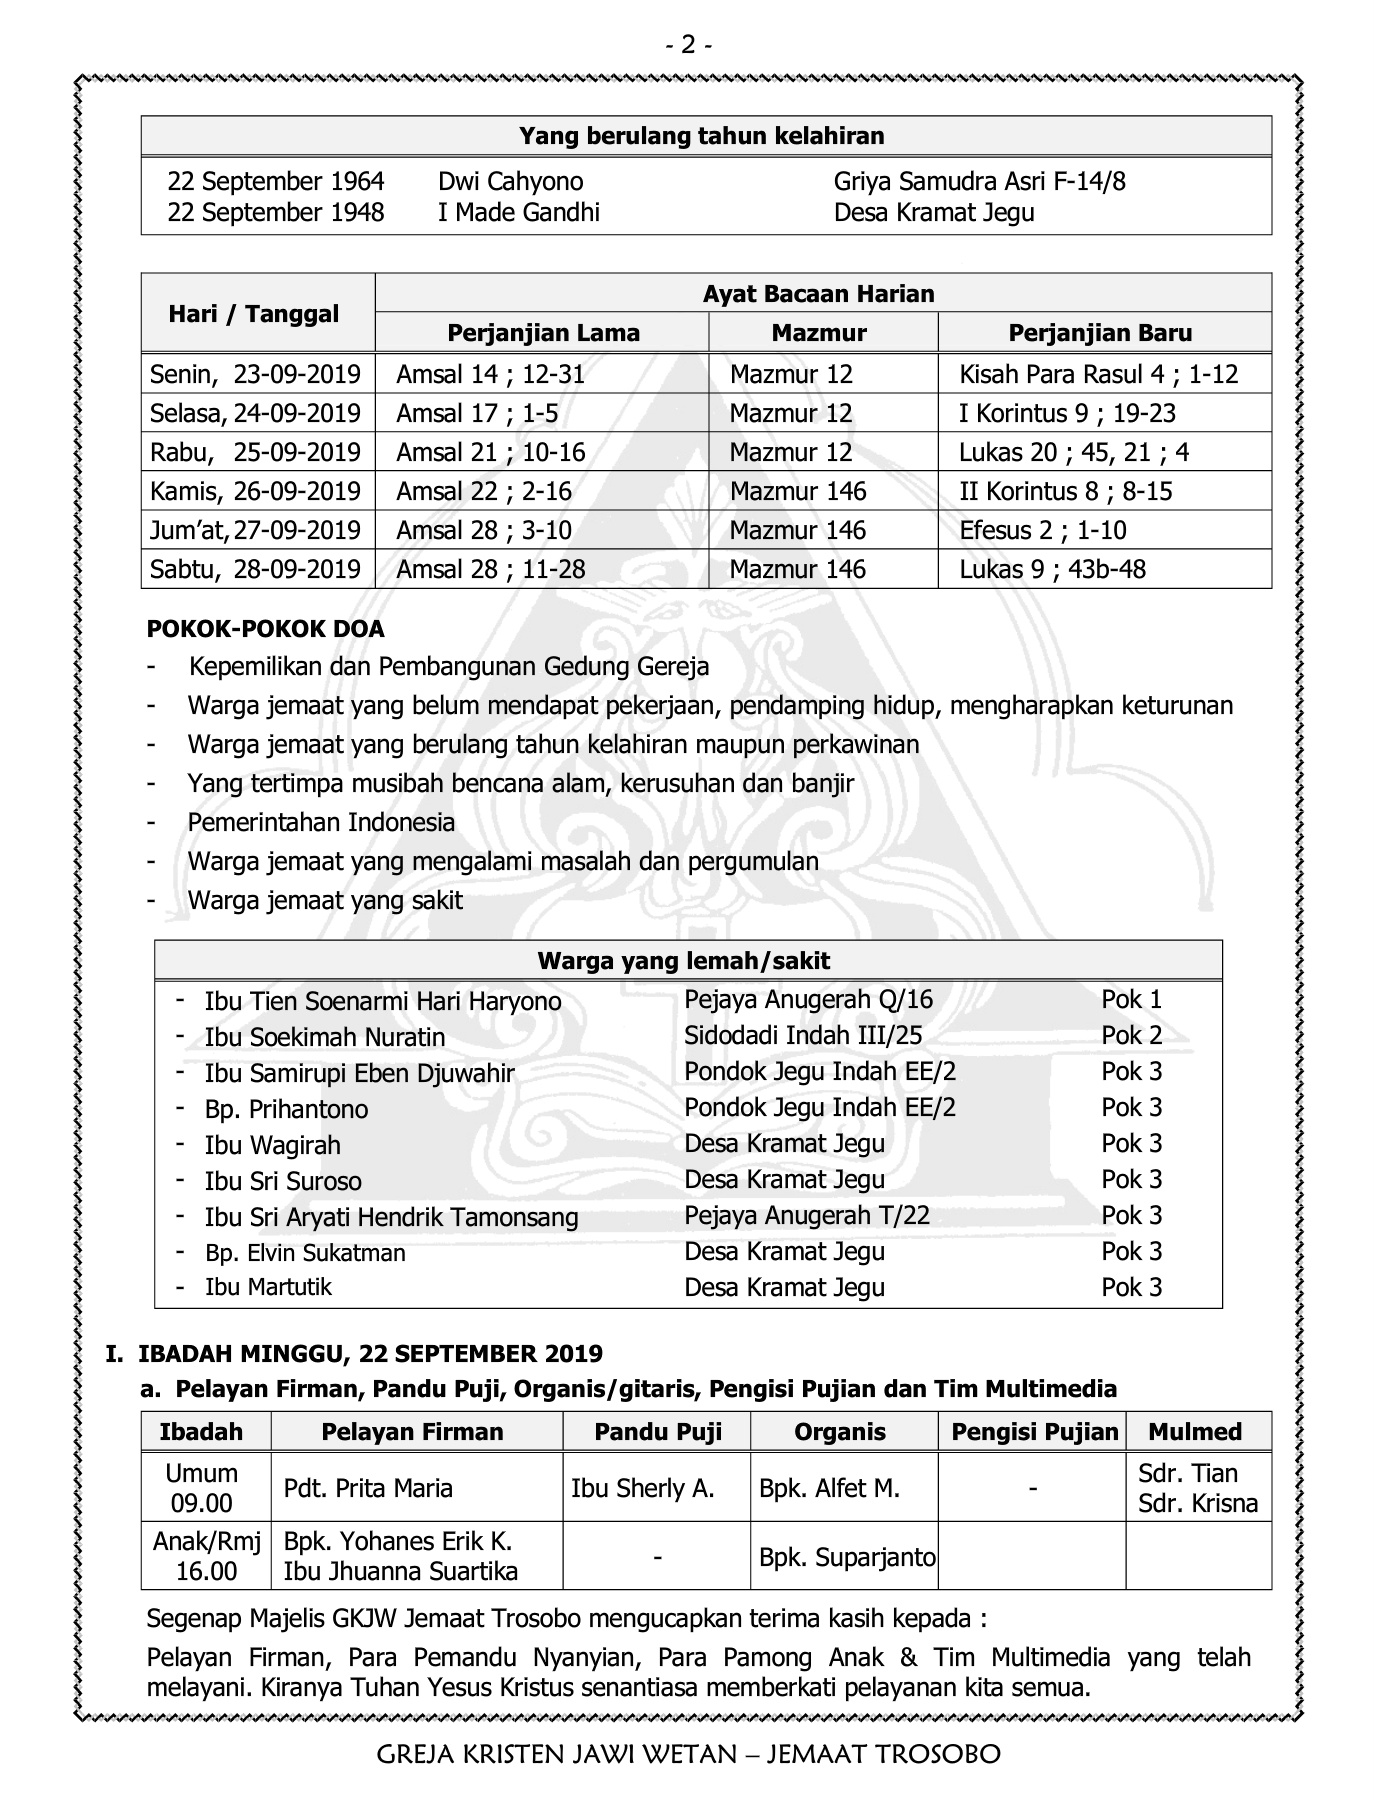 - 2 -
Yang berulang tahun kelahiran
22 September 1964 Dwi Cahyono Griya Samudra Asri F-14/8
22 September 1948 I Made Gandhi Desa Kramat Jegu
Hari / Tanggal Ayat Bacaan Harian
Perjanjian Lama Mazmur Perjanjian Baru
Senin, 23-09-2019 Amsal 14 ; 12-31 Mazmur 12 Kisah Para Rasul 4 ; 1-12
Selasa, 24-09-2019 Amsal 17 ; 1-5 Mazmur 12 I Korintus 9 ; 19-23
Rabu, 25-09-2019 Amsal 21 ; 10-16 Mazmur 12 Lukas 20 ; 45, 21 ; 4
Kamis, 26-09-2019 Amsal 22 ; 2-16 Mazmur 146 II Korintus 8 ; 8-15
Jum’at, 27-09-2019 Amsal 28 ; 3-10 Mazmur 146 Efesus 2 ; 1-10
Sabtu, 28-09-2019 Amsal 28 ; 11-28 Mazmur 146 Lukas 9 ; 43b-48
POKOK-POKOK DOA
- Kepemilikan dan Pembangunan Gedung Gereja
- Warga jemaat yang belum mendapat pekerjaan, pendamping hidup, mengharapkan keturunan
- Warga jemaat yang berulang tahun kelahiran maupun perkawinan
- Yang tertimpa musibah bencana alam, kerusuhan dan banjir
- Pemerintahan Indonesia
- Warga jemaat yang mengalami masalah dan pergumulan
- Warga jemaat yang sakit
Warga yang lemah/sakit
- Ibu Tien Soenarmi Hari Haryono Pejaya Anugerah Q/16 Pok 1
- Ibu Soekimah Nuratin Sidodadi Indah III/25 Pok 2
- Ibu Samirupi Eben Djuwahir Pondok Jegu Indah EE/2 Pok 3
- Bp. Prihantono Pondok Jegu Indah EE/2 Pok 3
- Ibu Wagirah Desa Kramat Jegu Pok 3
- Ibu Sri Suroso Desa Kramat Jegu Pok 3
- Ibu Sri Aryati Hendrik Tamonsang Pejaya Anugerah T/22 Pok 3
- Bp. Elvin Sukatman Desa Kramat Jegu Pok 3
- Ibu Martutik Desa Kramat Jegu Pok 3
I. IBADAH MINGGU, 22 SEPTEMBER 2019
a. Pelayan Firman, Pandu Puji, Organis/gitaris, Pengisi Pujian dan Tim Multimedia
Ibadah Pelayan Firman Pandu Puji Organis Pengisi Pujian Mulmed
Umum 09.00 Pdt. Prita Maria Ibu Sherly A. Bpk. Alfet M. - Sdr. Tian Sdr. Krisna
Anak/Rmj 16.00 Bpk. Yohanes Erik K. Ibu Jhuanna Suartika - Bpk. Suparjanto
Segenap Majelis GKJW Jemaat Trosobo mengucapkan terima kasih kepada :
Pelayan Firman, Para Pemandu Nyanyian, Para Pamong Anak & Tim Multimedia yang telah
melayani. Kiranya Tuhan Yesus Kristus senantiasa memberkati pelayanan kita semua.
GREJA KRISTEN JAWI WETAN – JEMAAT TROSOBO